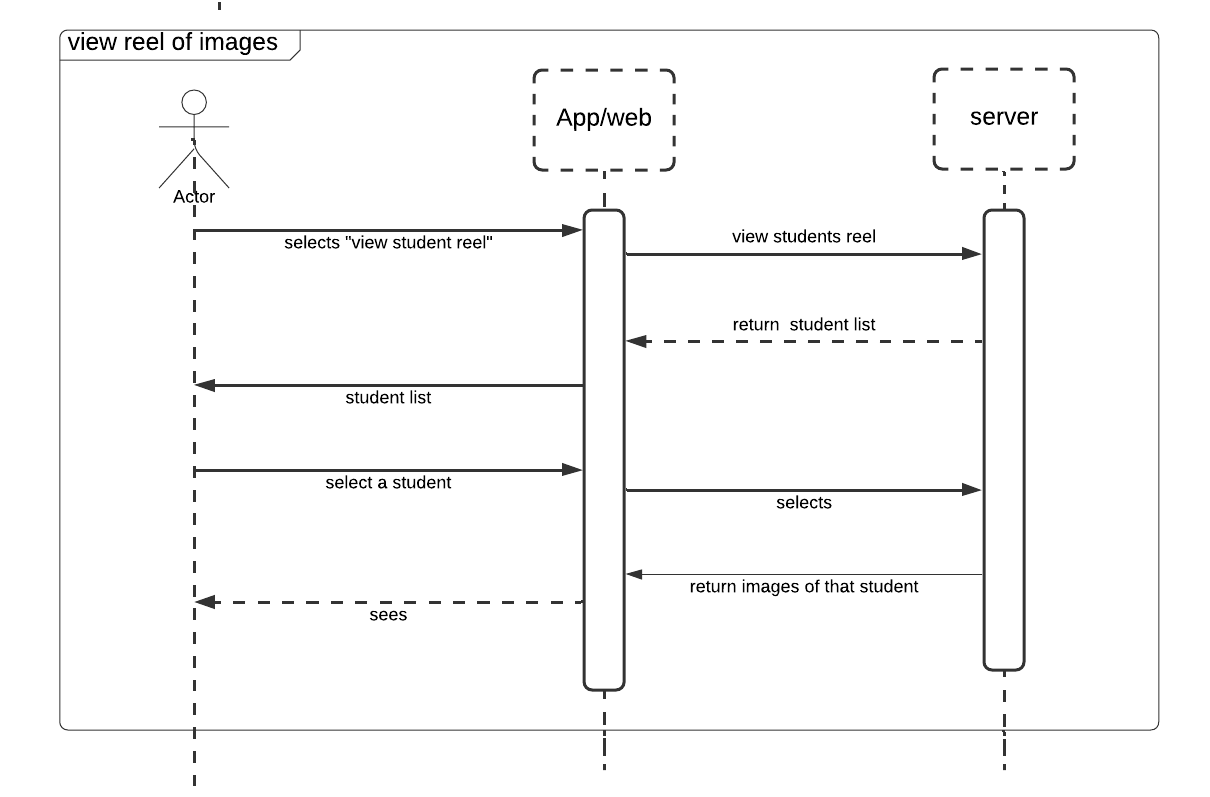 view reel of images
App/web
server
Actor
selects "view student reel"
view students reel
return  student list
student list
select a student
selects
return images of that student
sees